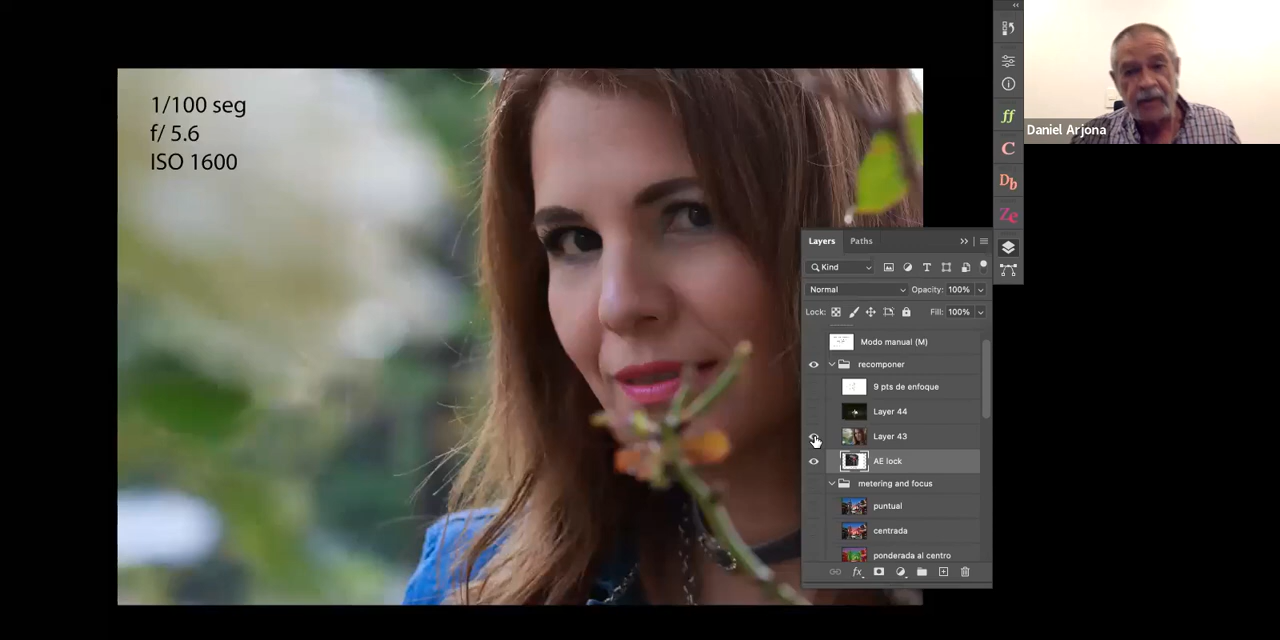 1/100 seg
f/ 5.6
ISO 1600
ff
C
Db
Ze
Daniel Arjona
Layers Paths
Kind
Normal Opacity: 100%
Lock: Fill: 100%
Modo manual (M)
recomponer
9 pts de enfoque
Layer 44
Layer 43
AE lock
metering and focus
puntual
centrada
ponderada al centro
fx